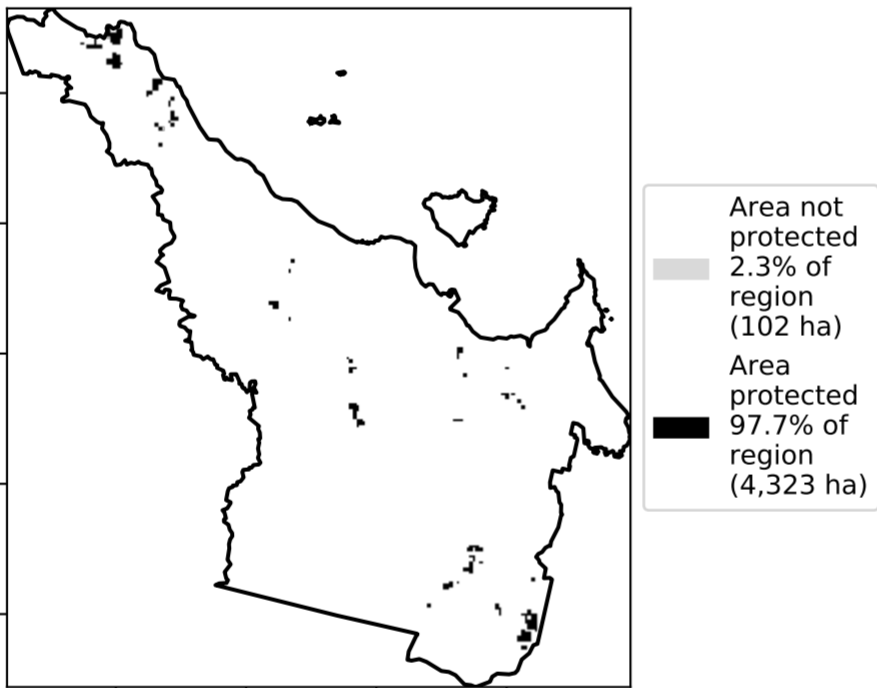 Area not
protected
2.3% of
region
(102 ha)
Area
protected
97.7% of
region
(4,323 ha)